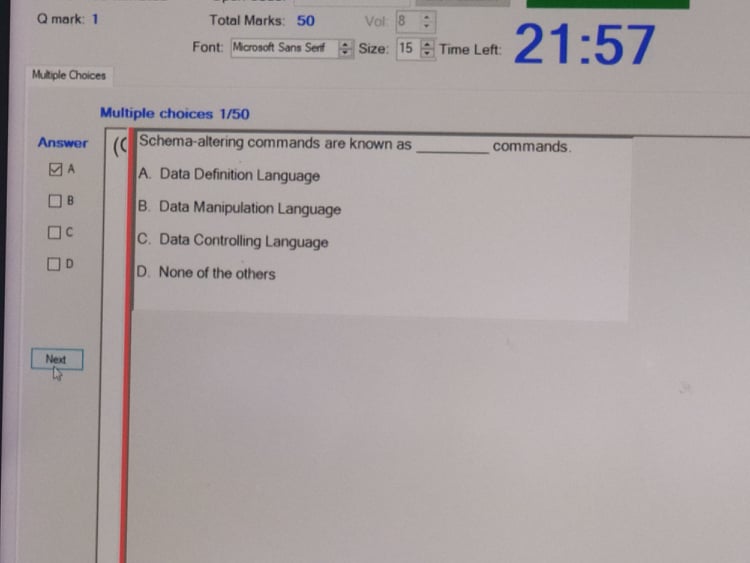 Q mark: 1
Total Marks: 50
Vol: 8
Font: Microsoft Sans Serif Size: 15 Time Left: 21:57
Multiple Choices
Multiple choices 1/50
Answer
A
B
C
D
Next
(C
Schema-altering commands are known as ________ commands.
A. Data Definition Language
B. Data Manipulation Language
C. Data Controlling Language
D. None of the others